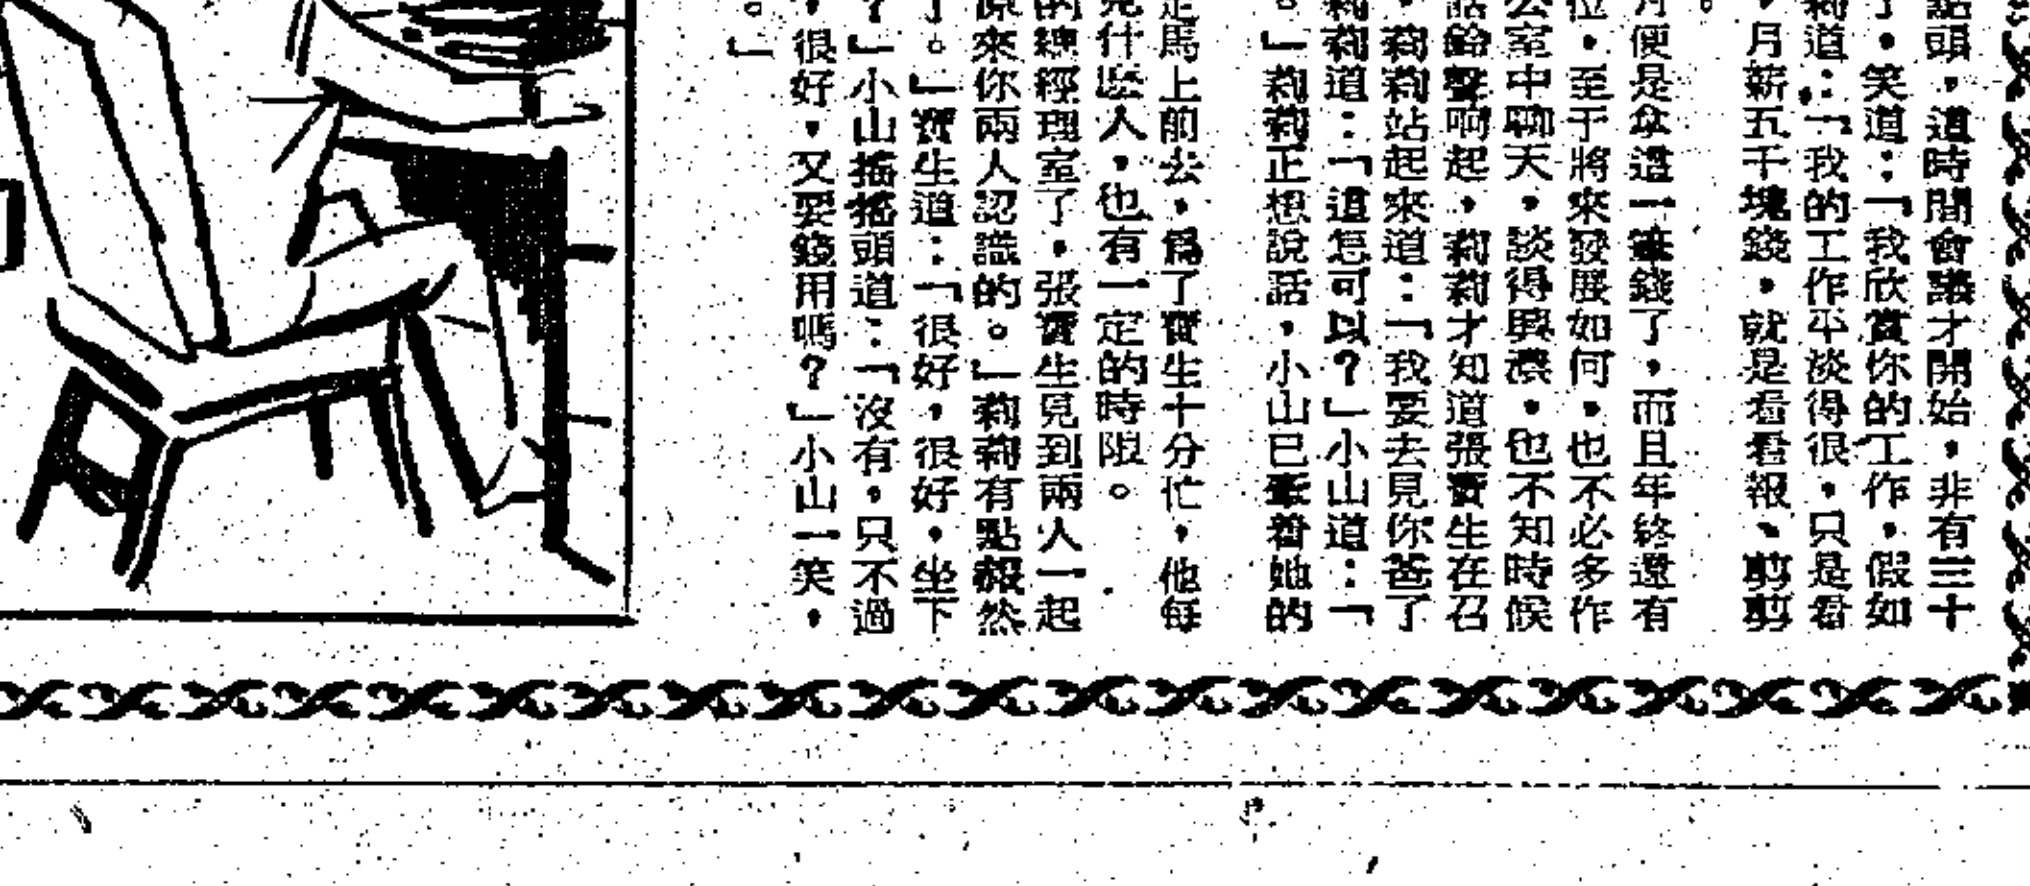 點頭，這時間會議才開始，非有三十
了，笑道：「我欣賞你的工作，假如
莉道：「我的工作平淡得很，只是看
，月薪五千塊錢，就是看看報、剪剪
。
月便是拿這一筆錢了，而且年終還有
位，至于將來發展如何，也不必多作
公室中聊天，談得興濃，也不知時候
話鈴聲响起，莉莉才知道張寶生在召
，莉莉站起來道：「我要去見你爸了
莉莉道：「這怎可以？」小山道：「
。」莉莉正想說話，小山已牽着她的
走馬上前去，爲了寶生十分忙，他每
見什麽人，也有一定的時限。
的總經理室了，張寶生見到兩人一起
原來你兩人認識的。」莉莉有點赧然
了。」寶生道：「很好，很好，坐下
？」小山搖搖頭道：「沒有，只不過
，很好，又要錢用嗎？」小山一笑，
。」